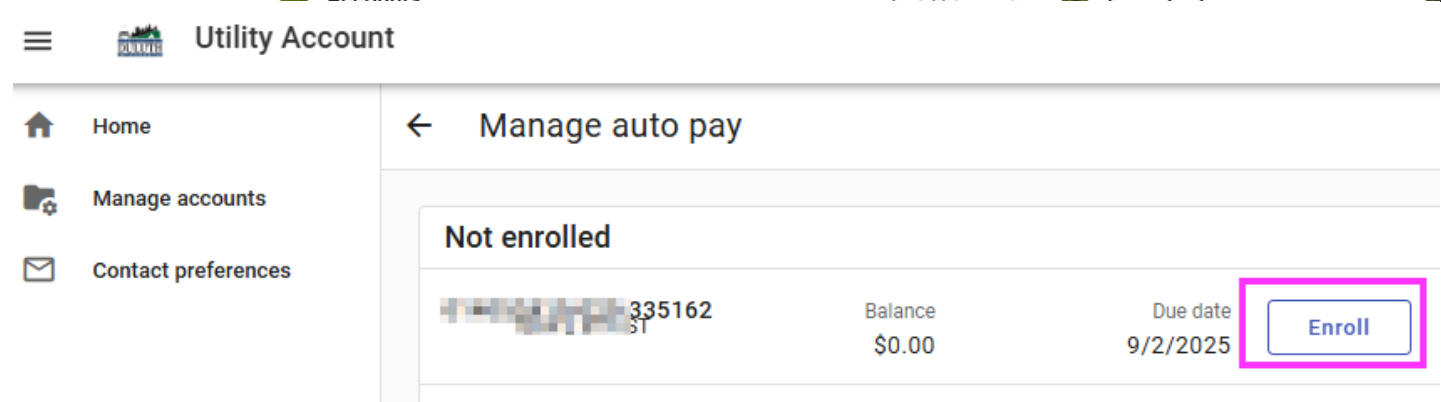 Utility Account
Home
Manage accounts
Contact preferences
Manage auto pay
Not enrolled
335162
ST
Balance
$0.00
Due date
9/2/2025
Enroll